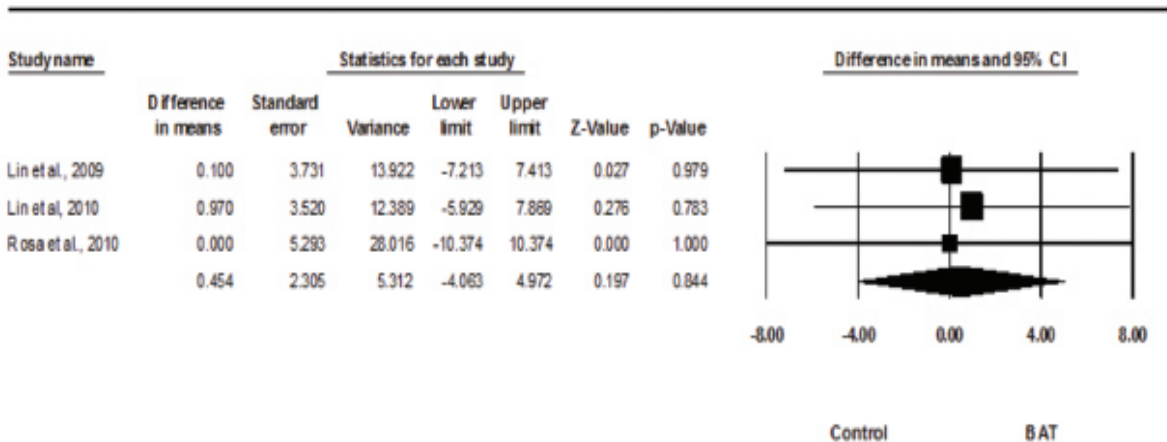 Study name Statistics for each study Difference in means and 95% CI
Difference in means Standard error Variance Lower limit Upper limit Z-Value p-Value
Lin et al., 2009 0.100 3.731 13.922 -7.213 7.413 0.027 0.979
Lin et al, 2010 0.970 3.520 12.389 -5.929 7.869 0.276 0.783
Rosa et al., 2010 0.000 5.293 28.016 -10.374 10.374 0.000 1.000
0.454 2.305 5.312 -4.063 4.972 0.197 0.844
-8.00 -4.00 0.00 4.00 8.00
Control BAT